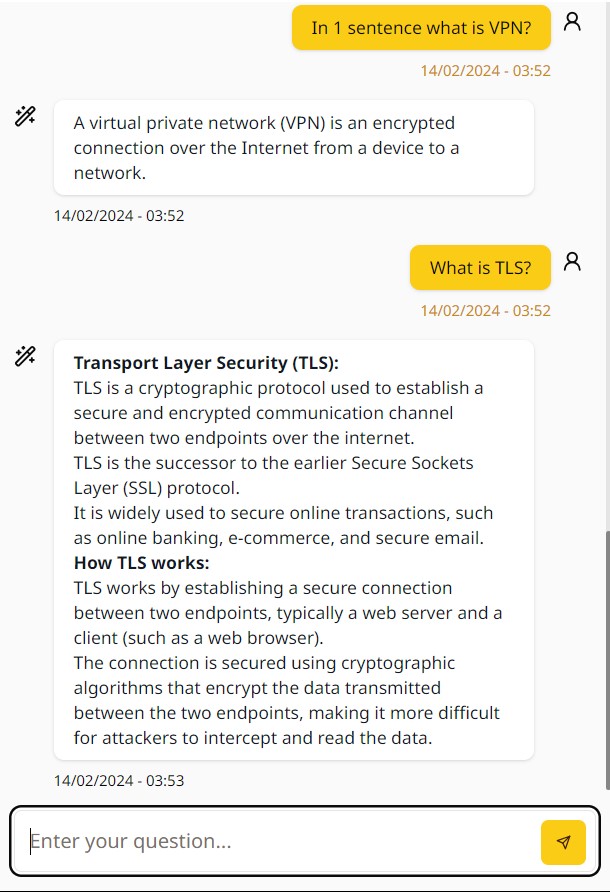 In 1 sentence what is VPN?
14/02/2024 - 03:52
A virtual private network (VPN) is an encrypted
connection over the Internet from a device to a
network.
14/02/2024 - 03:52
What is TLS?
14/02/2024 - 03:52
Transport Layer Security (TLS):
TLS is a cryptographic protocol used to establish a
secure and encrypted communication channel
between two endpoints over the internet.
TLS is the successor to the earlier Secure Sockets
Layer (SSL) protocol.
It is widely used to secure online transactions, such
as online banking, e-commerce, and secure email.
How TLS works:
TLS works by establishing a secure connection
between two endpoints, typically a web server and a
client (such as a web browser).
The connection is secured using cryptographic
algorithms that encrypt the data transmitted
between the two endpoints, making it more difficult
for attackers to intercept and read the data.
14/02/2024 - 03:53
Enter your question...